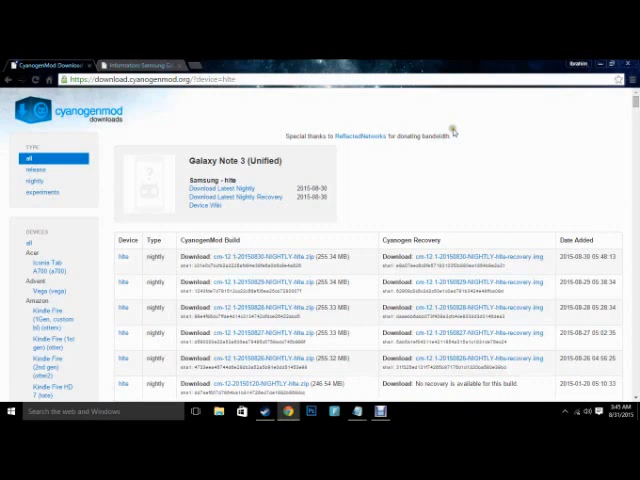 CyanogenMod Download
Information: Samsung Ga
Ibrahim
https://download.cyanogenmod.org/?device=hlte
cyanogenmod
downloads
Special thanks to ReflectedNetworks for donating bandwidth.
TYPE
all
release
nightly
experiments
Galaxy Note 3 (Unified)
Samsung - hlte
Download Latest Nightly 2015-08-30
Download Latest Nightly Recovery 2015-08-30
Device Wiki
DEVICES
all
Acer
Iconia Tab
A700 (a700)
Advent
Vega (vega)
Amazon
Kindle Fire
(1Gen, custom
bl) (otterx)
Kindle Fire (1st
gen) (otter)
Kindle Fire
(2nd gen)
(otter2)
Kindle Fire HD
7 (tate)
Device Type CyanogenMod Build Cyanogen Recovery Date Added
hlte nightly Download: cm-12.1-20150830-NIGHTLY-hlte.zip (255.34 MB) Download: cm-12.1-20150830-NIGHTLY-hlte-recovery.img 2015-08-30 05:48:13
hlte nightly Download: cm-12.1-20150829-NIGHTLY-hlte.zip (255.34 MB) Download: cm-12.1-20150829-NIGHTLY-hlte-recovery.img 2015-08-29 05:38:34
hlte nightly Download: cm-12.1-20150828-NIGHTLY-hlte.zip (255.33 MB) Download: cm-12.1-20150828-NIGHTLY-hlte-recovery.img 2015-08-28 05:28:34
hlte nightly Download: cm-12.1-20150827-NIGHTLY-hlte.zip (255.33 MB) Download: cm-12.1-20150827-NIGHTLY-hlte-recovery.img 2015-08-27 05:02:35
hlte nightly Download: cm-12.1-20150826-NIGHTLY-hlte.zip (255.32 MB) Download: cm-12.1-20150826-NIGHTLY-hlte-recovery.img 2015-08-26 04:56:25
hlte nightly Download: cm-12-20150120-NIGHTLY-hlte.zip (246.54 MB) Download: No recovery is available for this build. 2015-01-20 05:10:33
Search the web and Windows
3:45 AM
8/31/2015